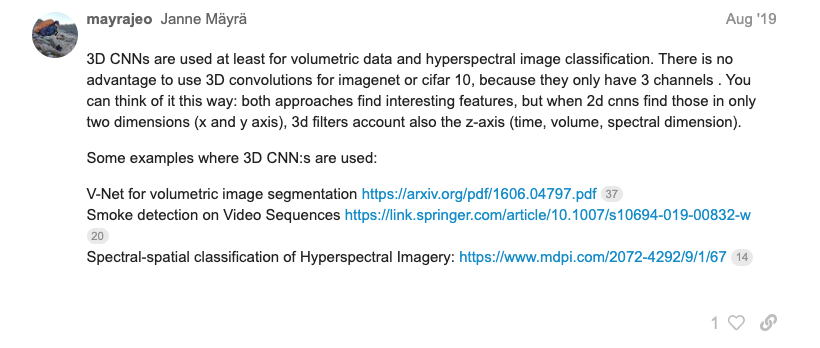 mayrajeo Janne Mäyrä Aug '19
3D CNNs are used at least for volumetric data and hyperspectral image classification. There is no
advantage to use 3D convolutions for imagenet or cifar 10, because they only have 3 channels . You
can think of it this way: both approaches find interesting features, but when 2d cnns find those in only
two dimensions (x and y axis), 3d filters account also the z-axis (time, volume, spectral dimension).
Some examples where 3D CNN:s are used:
V-Net for volumetric image segmentation https://arxiv.org/pdf/1606.04797.pdf 37
Smoke detection on Video Sequences https://link.springer.com/article/10.1007/s10694-019-00832-w
20
Spectral-spatial classification of Hyperspectral Imagery: https://www.mdpi.com/2072-4292/9/1/67 14
1